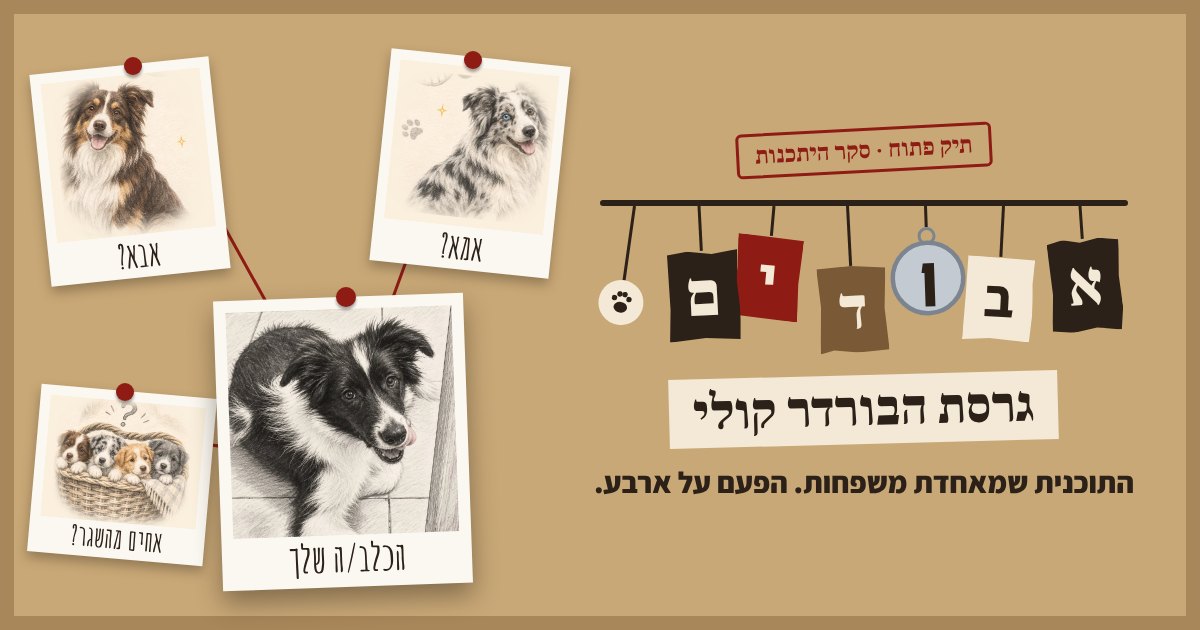 תיק פתוח · סקר היתכנות
אבודים
גרסת הבורדר קולי
התוכנית שמאחדת משפחות. הפעם על ארבע.
אמא?
אבא?
הכלב/ה שלך
?
אחים מהשגר?